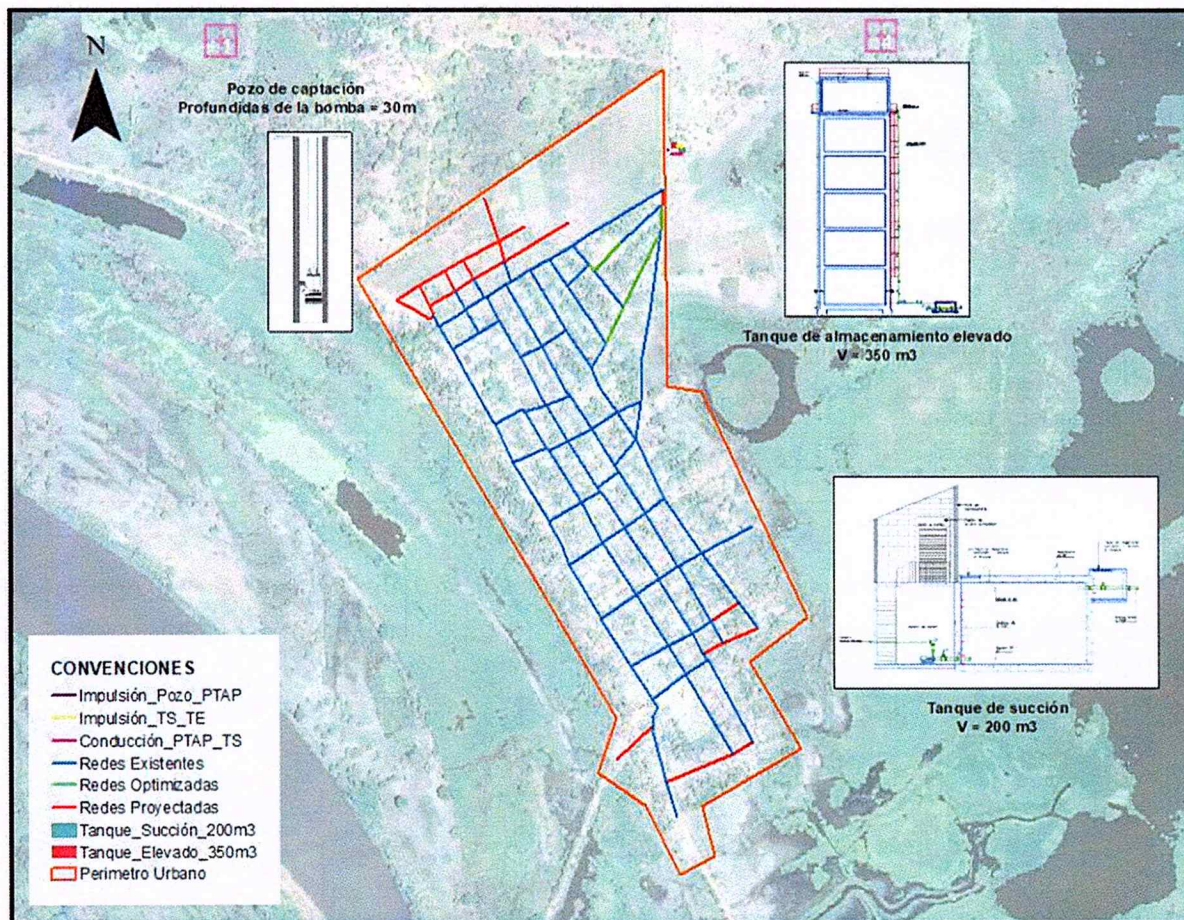 N
Pozo de captación
Profundidas de la bomba = 30m
Tanque de almacenamiento elevado
V = 350 m3
Tanque de succión
V = 200 m3
CONVENCIONES
Impulsión_Pozo_PTAP
Impulsión_TS_TE
Conducción_PTAP_TS
Redes Existentes
Redes Optimizadas
Redes Proyectadas
Tanque_Succión_200m3
Tanque_Elevado_350m3
Perimetro Urbano